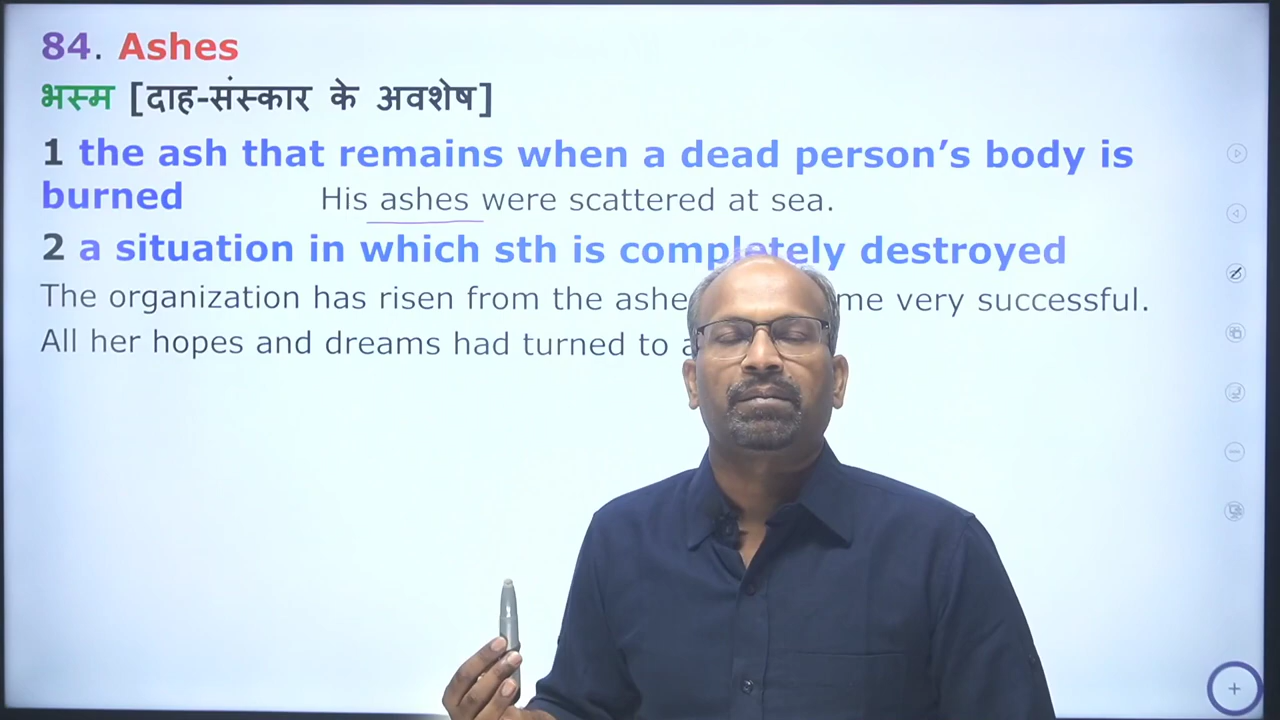 84. Ashes
भस्म [दाह-संस्कार के अवशेष]
1 the ash that remains when a dead person’s body is
burned His ashes were scattered at sea.
2 a situation in which sth is completely destroyed
The organization has risen from the very successful.
All her hopes and dreams had turned to